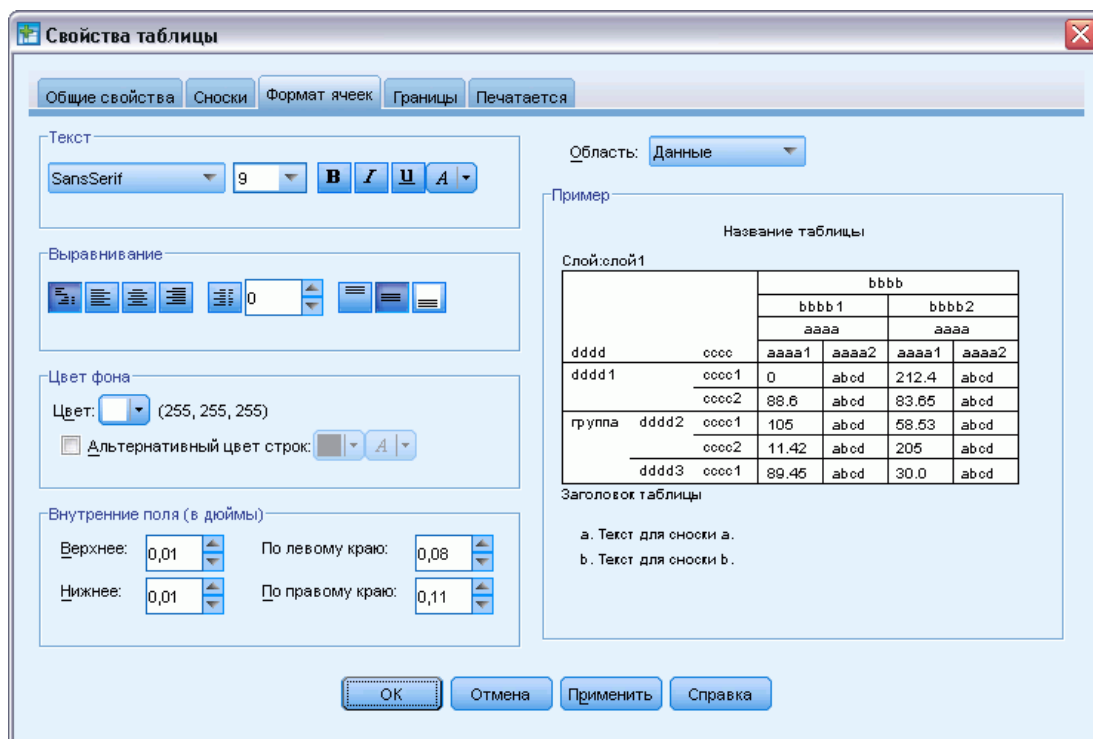 Свойства таблицы
Общие свойства Сноски Формат ячеек Границы Печатается
Текст
SansSerif 9 B I U A
Выравнивание
0
Цвет фона
Цвет: (255, 255, 255)
Альтернативный цвет строк: A
Внутренние поля (в дюймы)
Верхнее: 0,01 По левому краю: 0,08
Нижнее: 0,01 По правому краю: 0,11
Область: Данные
Пример
Название таблицы
Слой:слой1
bbbb
bbbb1 bbbb2
aaaa aaaa
dddd cccc aaaa1 aaaa2 aaaa1 aaaa2
dddd1 cccc1 0 abcd 212.4 abcd
cccc2 88.6 abcd 83.65 abcd
группа dddd2 cccc1 105 abcd 58.53 abcd
cccc2 11.42 abcd 205 abcd
dddd3 cccc1 89.45 abcd 30.0 abcd
Заголовок таблицы
a. Текст для сноски a.
b. Текст для сноски b.
OK Отмена Применить Справка